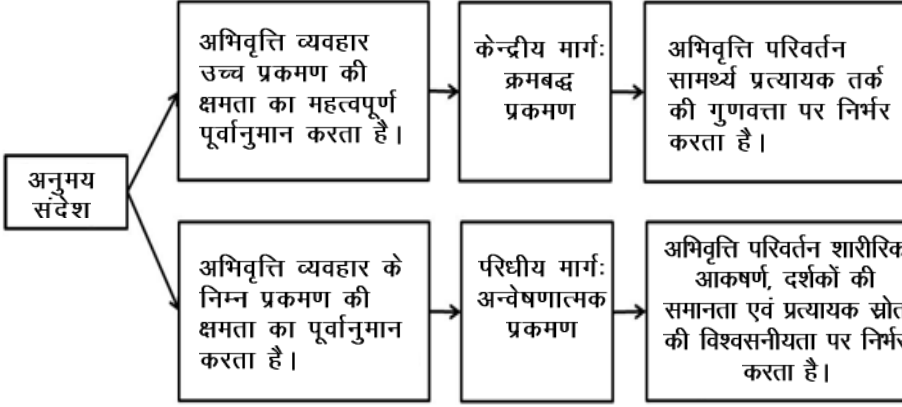 अभिवृत्ति व्यवहार
उच्च प्रकमण की
क्षमता का महत्वपूर्ण
पूर्वानुमान करता है।
केन्द्रीय मार्गः
क्रमबद्ध
प्रकमण
अभिवृत्ति परिवर्तन
सामर्थ्य प्रत्यायक तर्क
की गुणवत्ता पर निर्भर
करता है।
अनुमय
संदेश
अभिवृत्ति व्यवहार के
निम्न प्रकमण की
क्षमता का पूर्वानुमान
करता है।
परिधीय मार्गः
अन्वेषणात्मक
प्रकमण
अभिवृत्ति परिवर्तन शारीरिक
आकषर्ण, दर्शकों की
समानता एवं प्रत्यायक स्रोत
की विश्वसनीयता पर निर्भर
करता है।